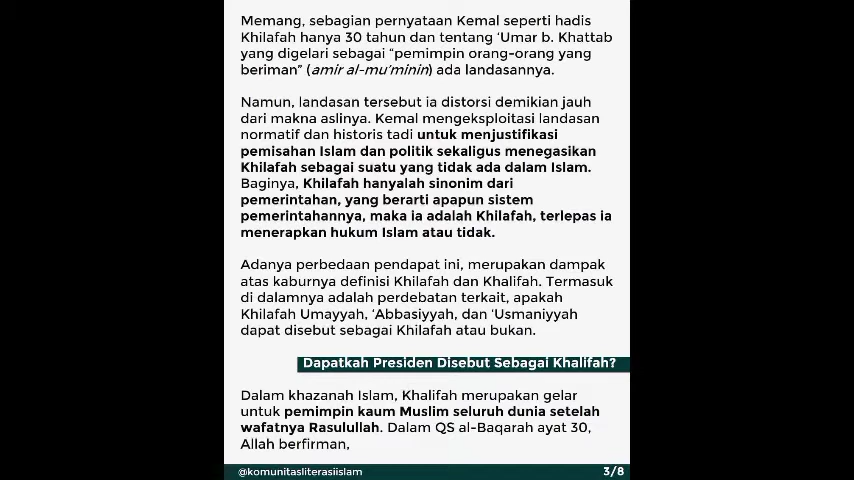 Memang, sebagian pernyataan Kemal seperti hadis
Khilafah hanya 30 tahun dan tentang ‘Umar b. Khattab
yang digelari sebagai “pemimpin orang-orang yang
beriman” (amir al-mu’minin) ada landasannya.
Namun, landasan tersebut ia distorsi demikian jauh
dari makna aslinya. Kemal mengeksploitasi landasan
normatif dan historis tadi untuk menjustifikasi
pemisahan Islam dan politik sekaligus menegasikan
Khilafah sebagai suatu yang tidak ada dalam Islam.
Baginya, Khilafah hanyalah sinonim dari
pemerintahan, yang berarti apapun sistem
pemerintahannya, maka ia adalah Khilafah, terlepas ia
menerapkan hukum Islam atau tidak.
Adanya perbedaan pendapat ini, merupakan dampak
atas kaburnya definisi Khilafah dan Khalifah. Termasuk
di dalamnya adalah perdebatan terkait, apakah
Khilafah Umayyah, ‘Abbasiyyah, dan ‘Usmaniyyah
dapat disebut sebagai Khilafah atau bukan.
Dapatkah Presiden Disebut Sebagai Khalifah?
Dalam khazanah Islam, Khalifah merupakan gelar
untuk pemimpin kaum Muslim seluruh dunia setelah
wafatnya Rasulullah. Dalam QS al-Baqarah ayat 30,
Allah berfirman,
@komunitasliterasiislam 3/8